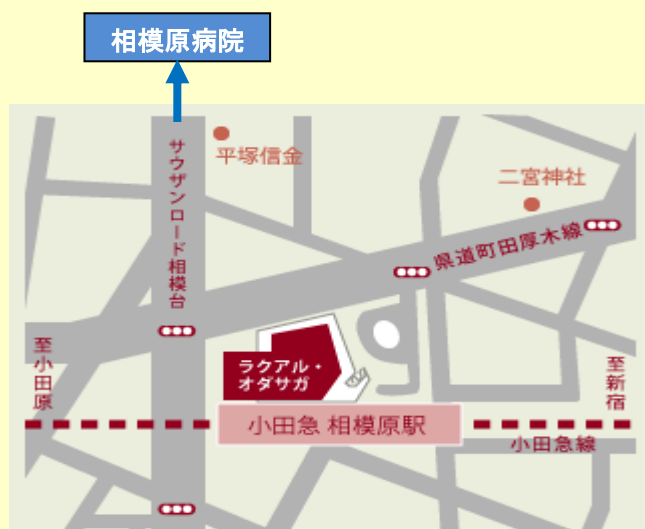 相模原病院
平塚信金
サウザンロード相模台
二宮神社
県道町田厚木線
至小田原
ラクアル・
オダサガ
至新宿
小田急 相模原駅
小田急線